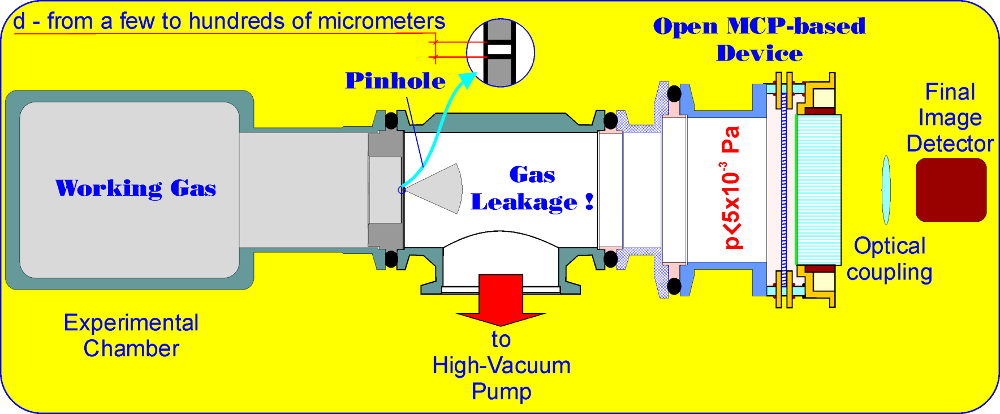 d - from a few to hundreds of micrometers
Open MCP-based
Device
Pinhole
Final
Image
Detector
Working Gas
Gas
Leakage !
p<5x10⁻³ Pa
Optical
coupling
Experimental
Chamber
to
High-Vacuum
Pump